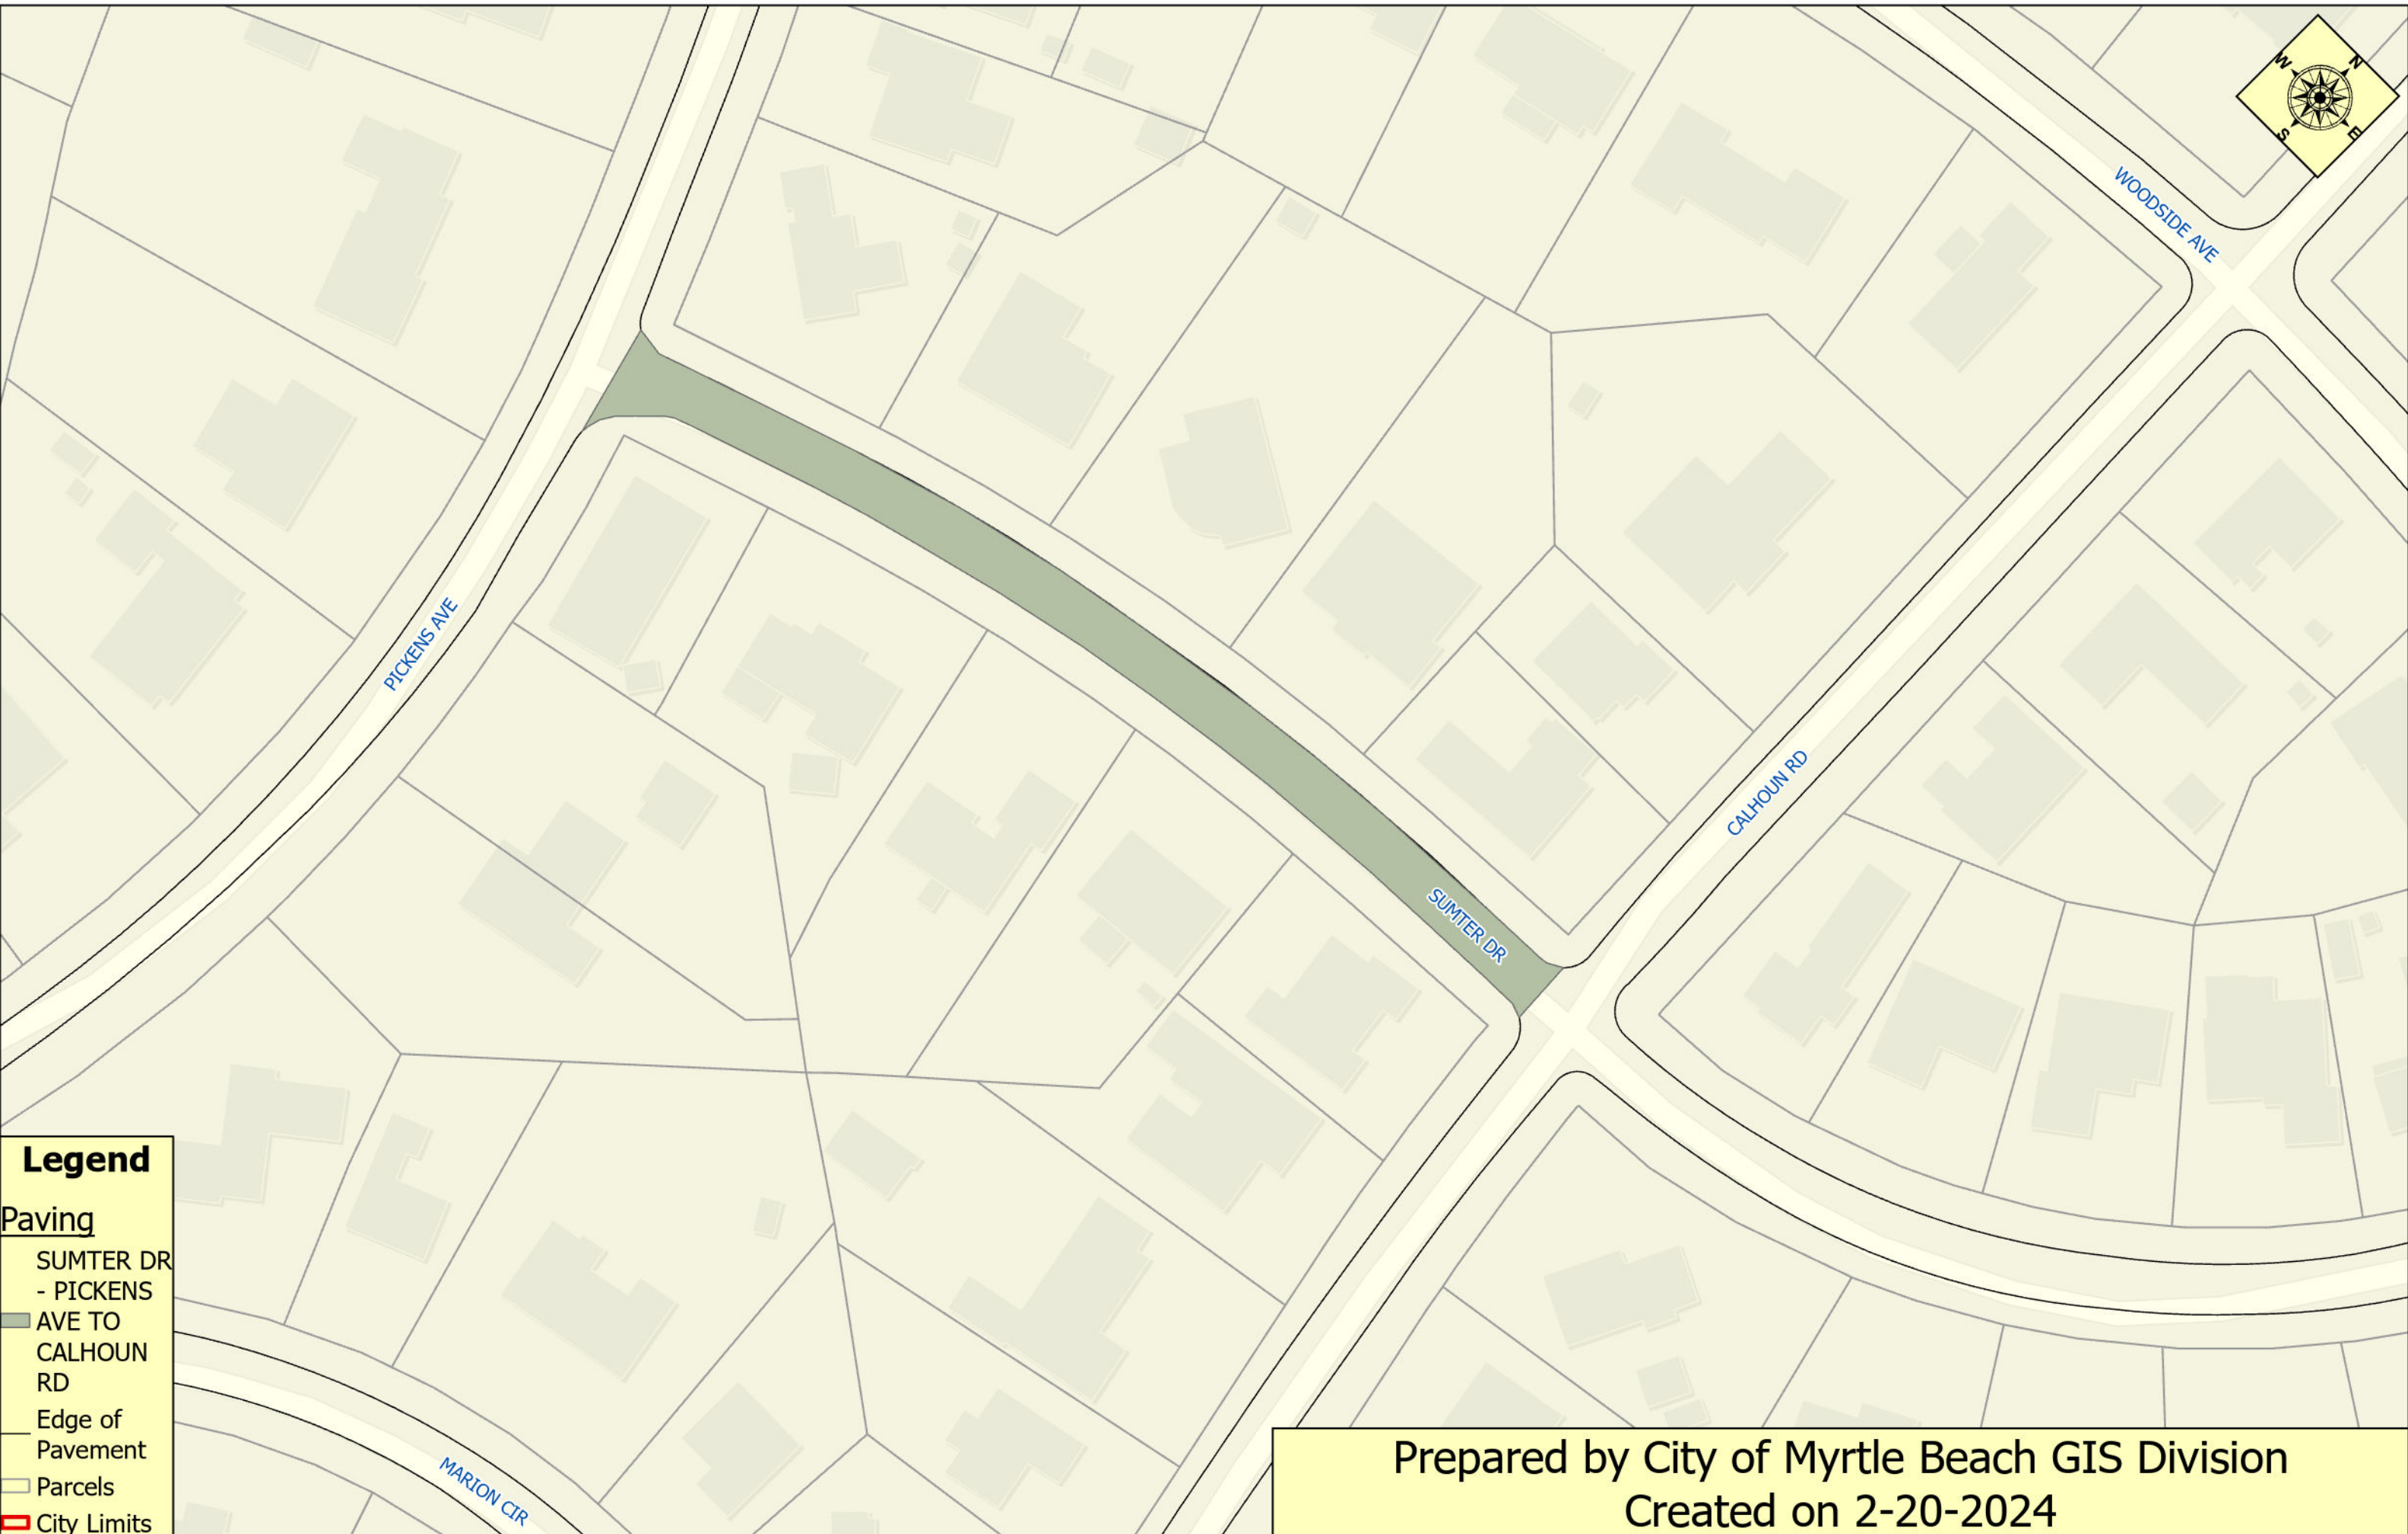 W
N
S
E
WOODSIDE AVE
PICKENS AVE
CALHOUN RD
SUMTER DR
MARION CIR
Legend
Paving
SUMTER DR
- PICKENS
AVE TO
CALHOUN
RD
Edge of
Pavement
Parcels
City Limits
Prepared by City of Myrtle Beach GIS Division
Created on 2-20-2024